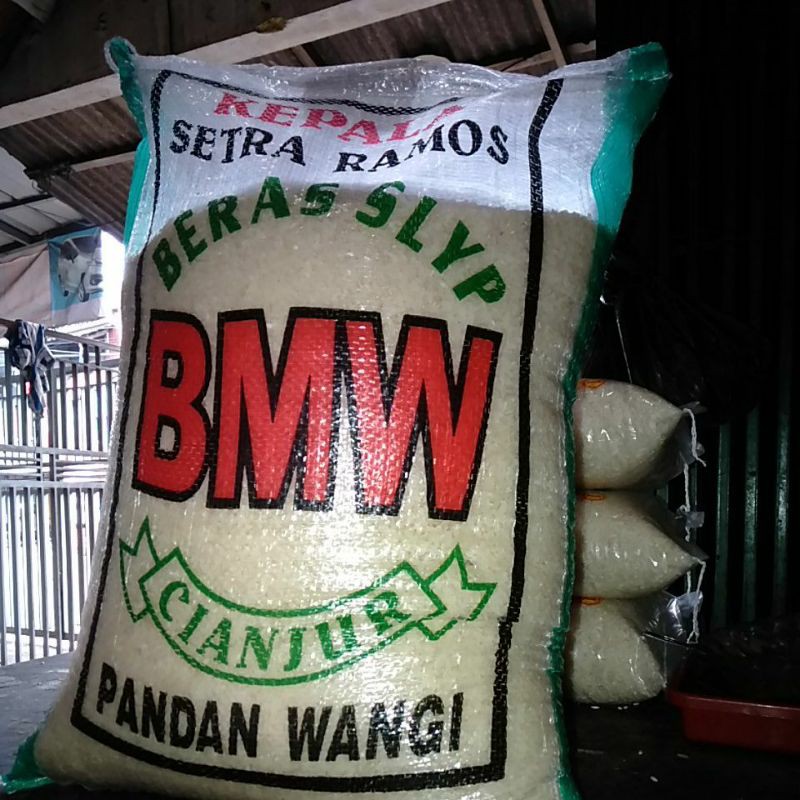 KEPALA
SETRA RAMOS
BERAS SLYP
BMW
CIANJUR
PANDAN WANGI